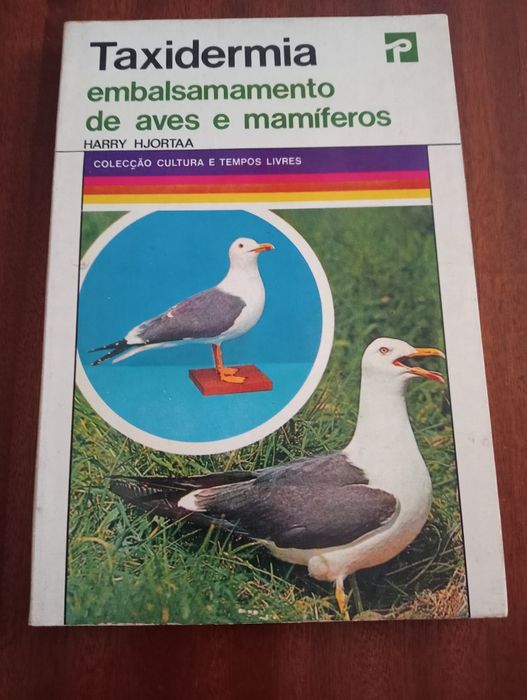 Taxidermia
embalsamamento
de aves e mamíferos
HARRY HJORTAA
COLECÇÃO CULTURA E TEMPOS LIVRES